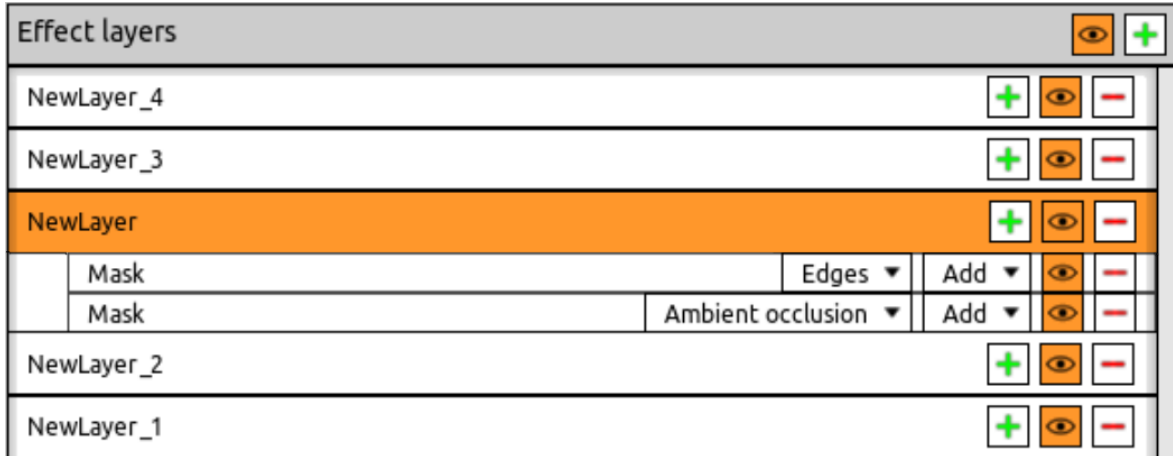 Effect layers
NewLayer_4
NewLayer_3
NewLayer
Mask Edges Add
Mask Ambient occlusion Add
NewLayer_2
NewLayer_1